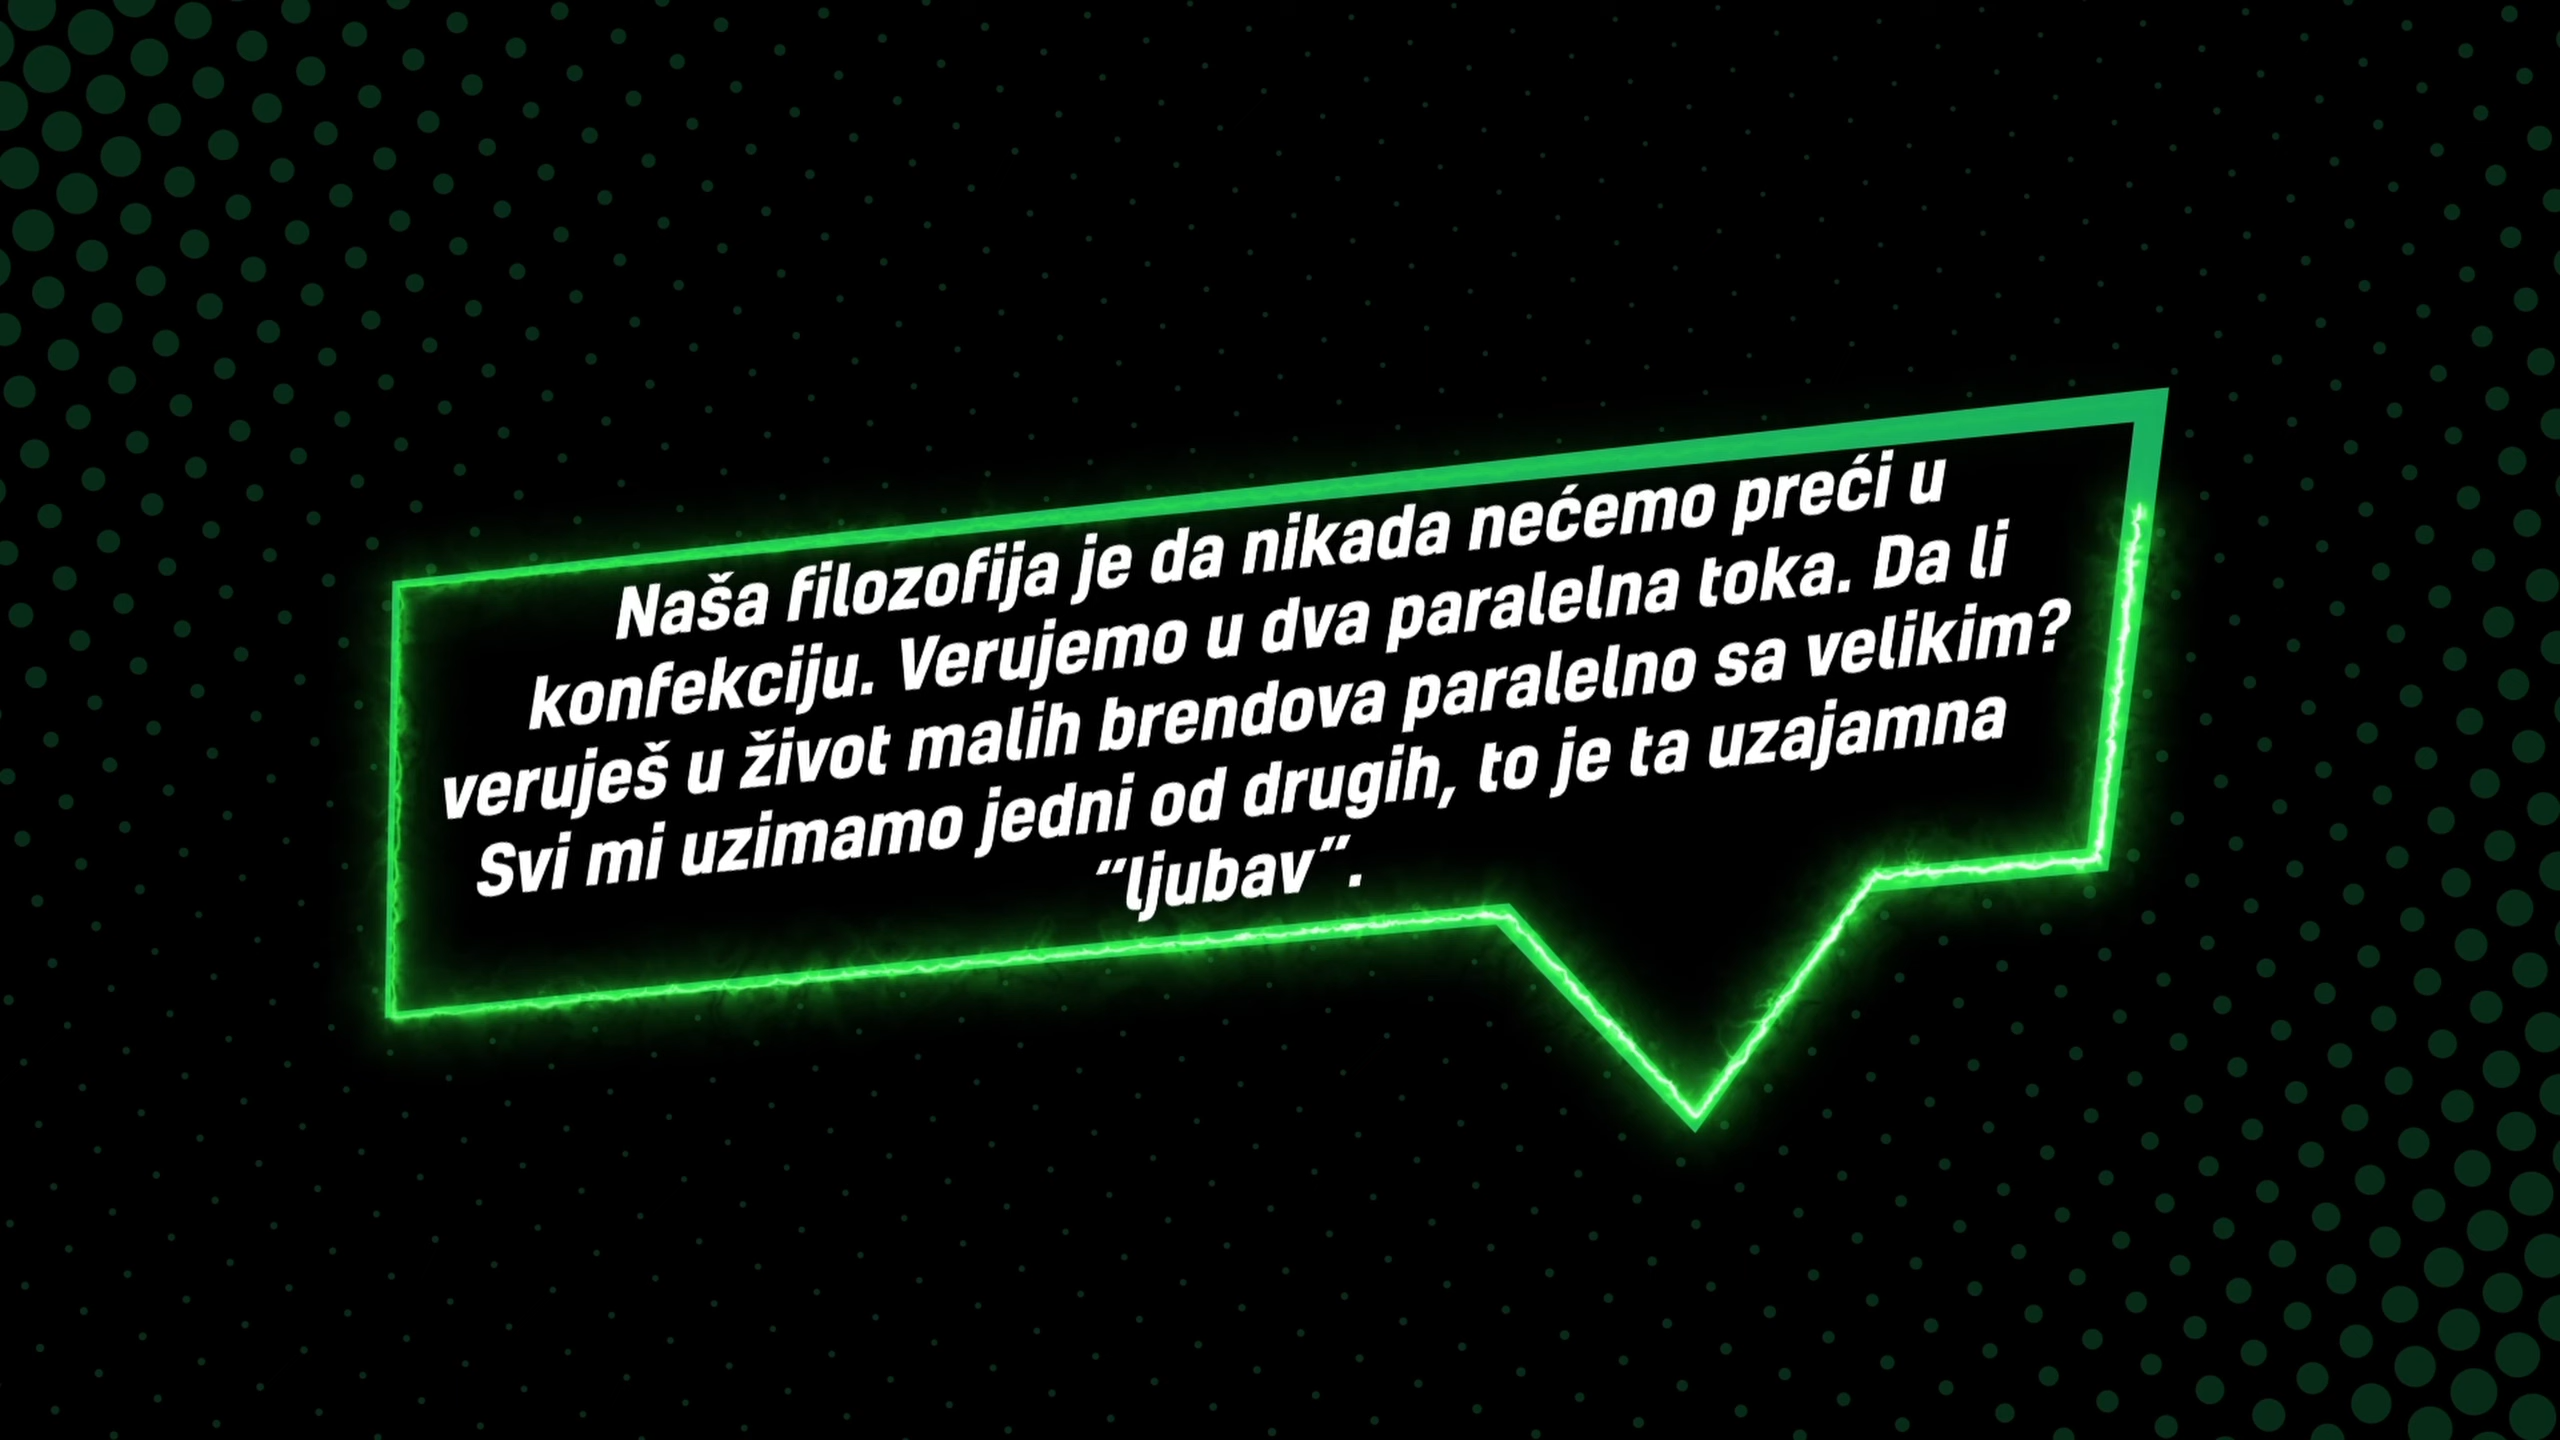 Naša filozofija je da nikada nećemo preći u
konfekciju. Verujemo u dva paralelna toka. Da li
veruješ u život malih brendova paralelno sa velikim?
Svi mi uzimamo jedni od drugih, to je ta uzajamna
“ljubav”.